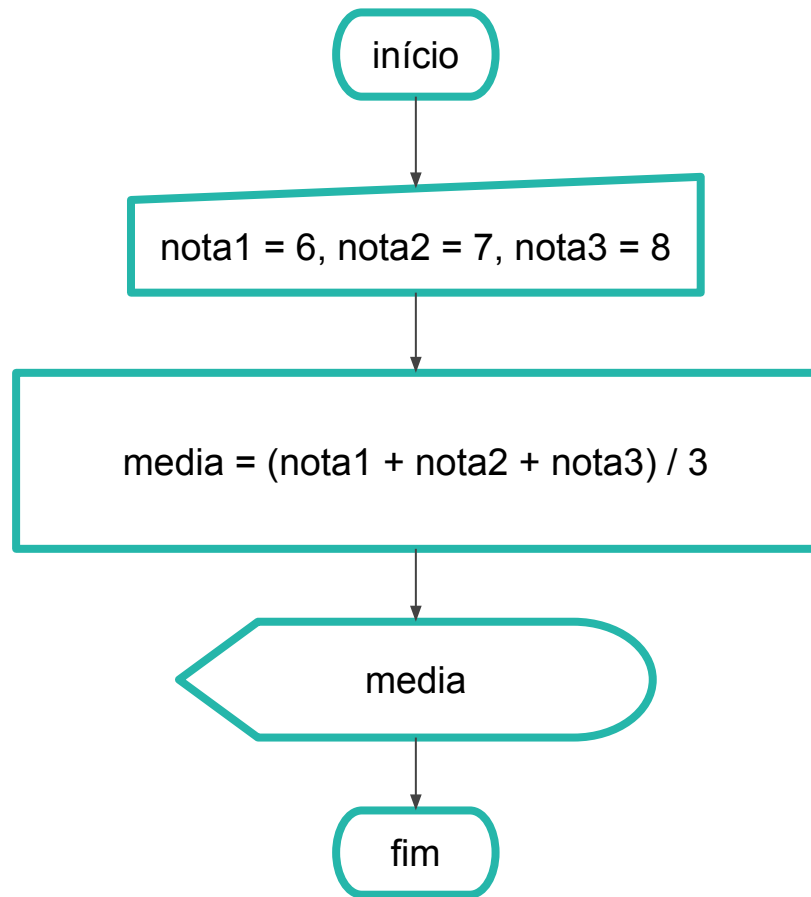 início
nota1 = 6, nota2 = 7, nota3 = 8
media = (nota1 + nota2 + nota3) / 3
media
fim